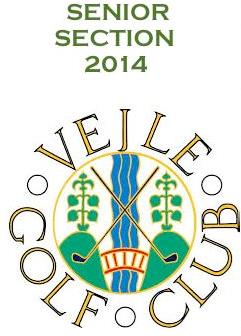 SENIOR
SECTION
2014
VEJLE
GOLF CLUB